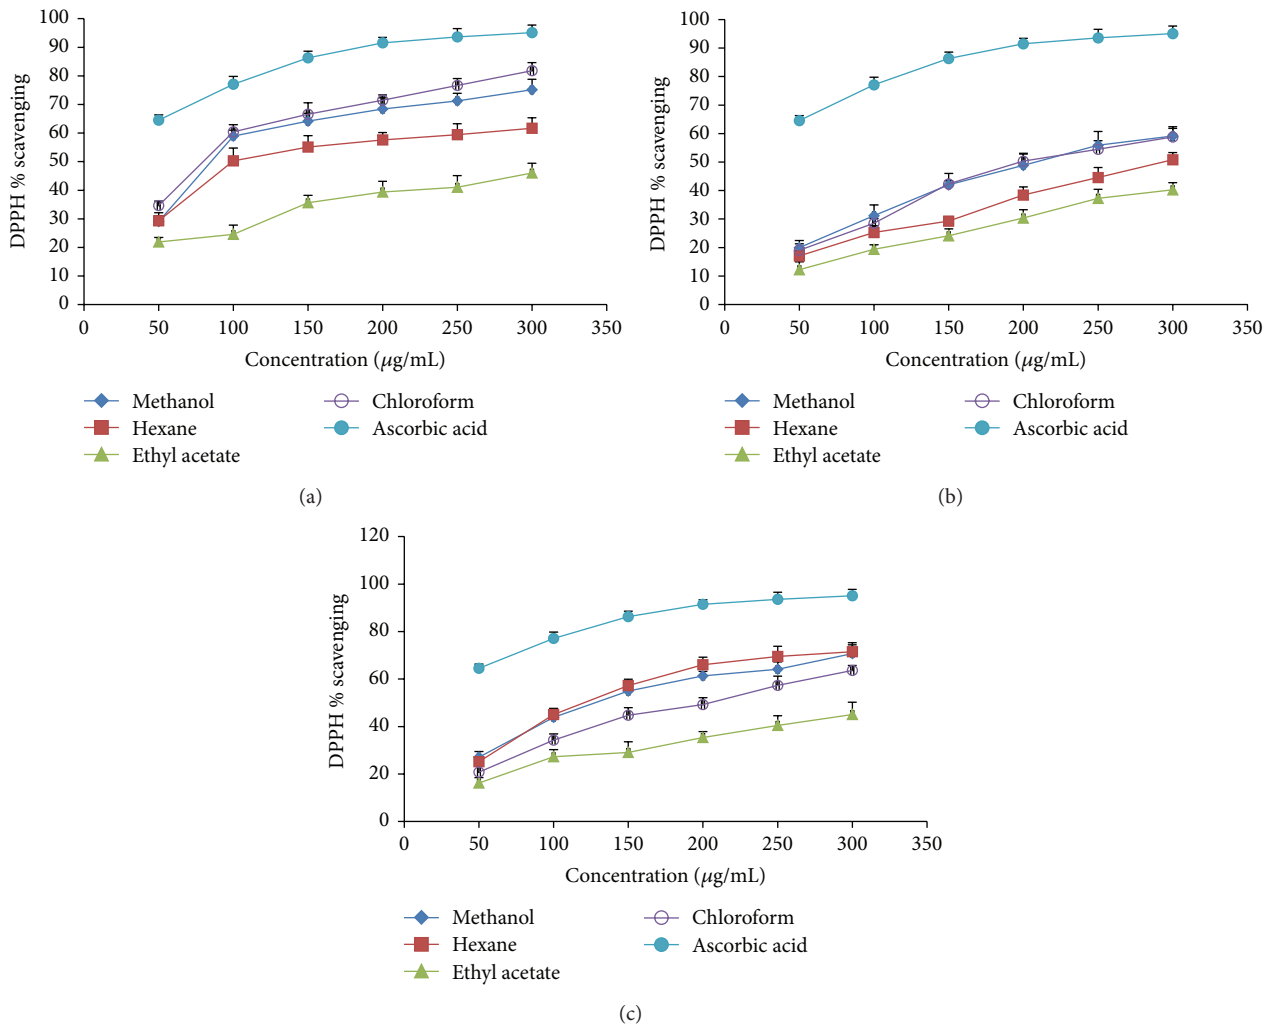 100
90
80
70
60
50
40
30
20
10
0
DPPH % scavenging
0 50 100 150 200 250 300 350
Concentration (μg/mL)
Methanol
Hexane
Ethyl acetate
Chloroform
Ascorbic acid
(a)
100
90
80
70
60
50
40
30
20
10
0
DPPH % scavenging
0 50 100 150 200 250 300 350
Concentration (μg/mL)
Methanol
Hexane
Ethyl acetate
Chloroform
Ascorbic acid
(b)
120
100
80
60
40
20
0
DPPH % scavenging
0 50 100 150 200 250 300 350
Concentration (μg/mL)
Methanol
Hexane
Ethyl acetate
Chloroform
Ascorbic acid
(c)